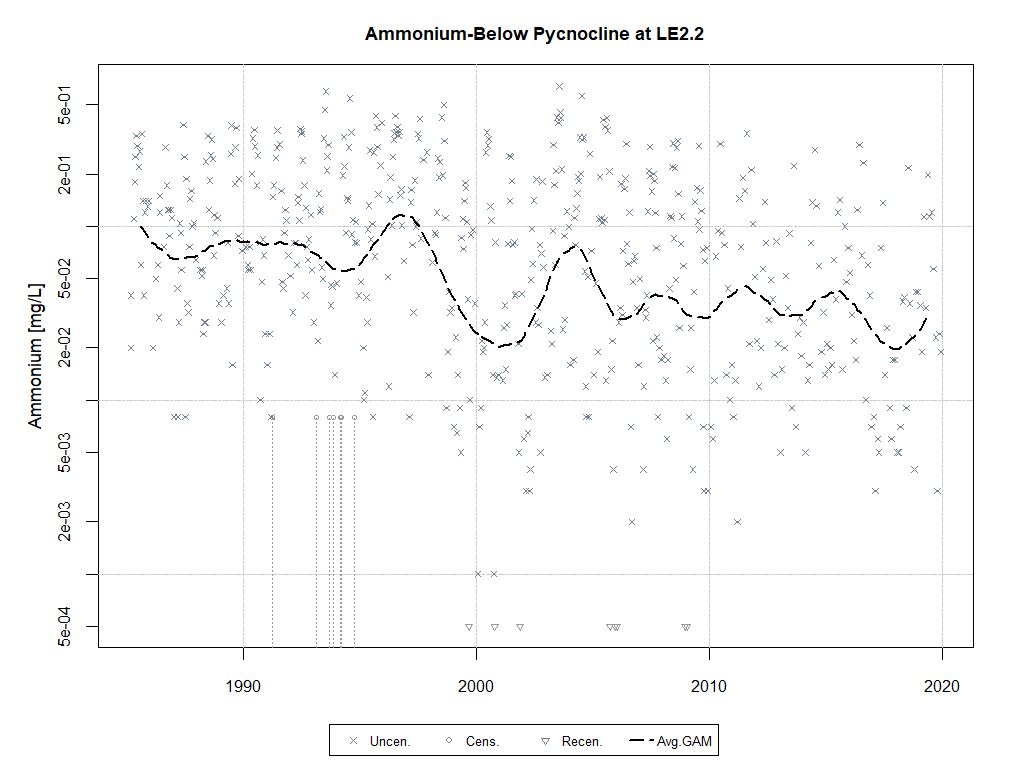 Ammonium-Below Pycnocline at LE2.2
Ammonium [mg/L]
5e-01
2e-01
5e-02
2e-02
5e-03
2e-03
5e-04
1990 2000 2010 2020
Uncen. Cens. Recen. Avg.GAM